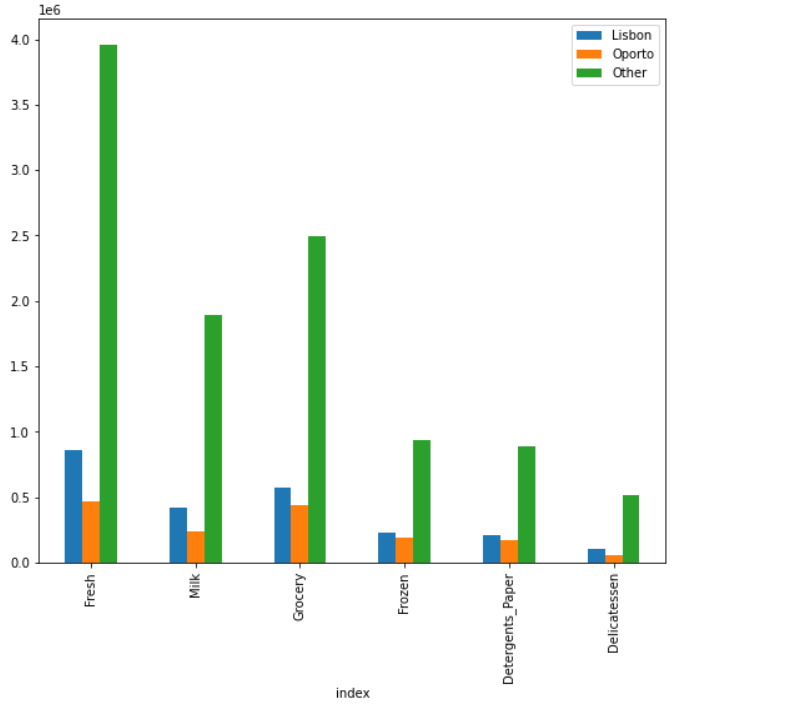 1e6
Lisbon
Oporto
Other
4.0
3.5
3.0
2.5
2.0
1.5
1.0
0.5
0.0
Fresh
Milk
Grocery
Frozen
Detergents_Paper
Delicatessen
index